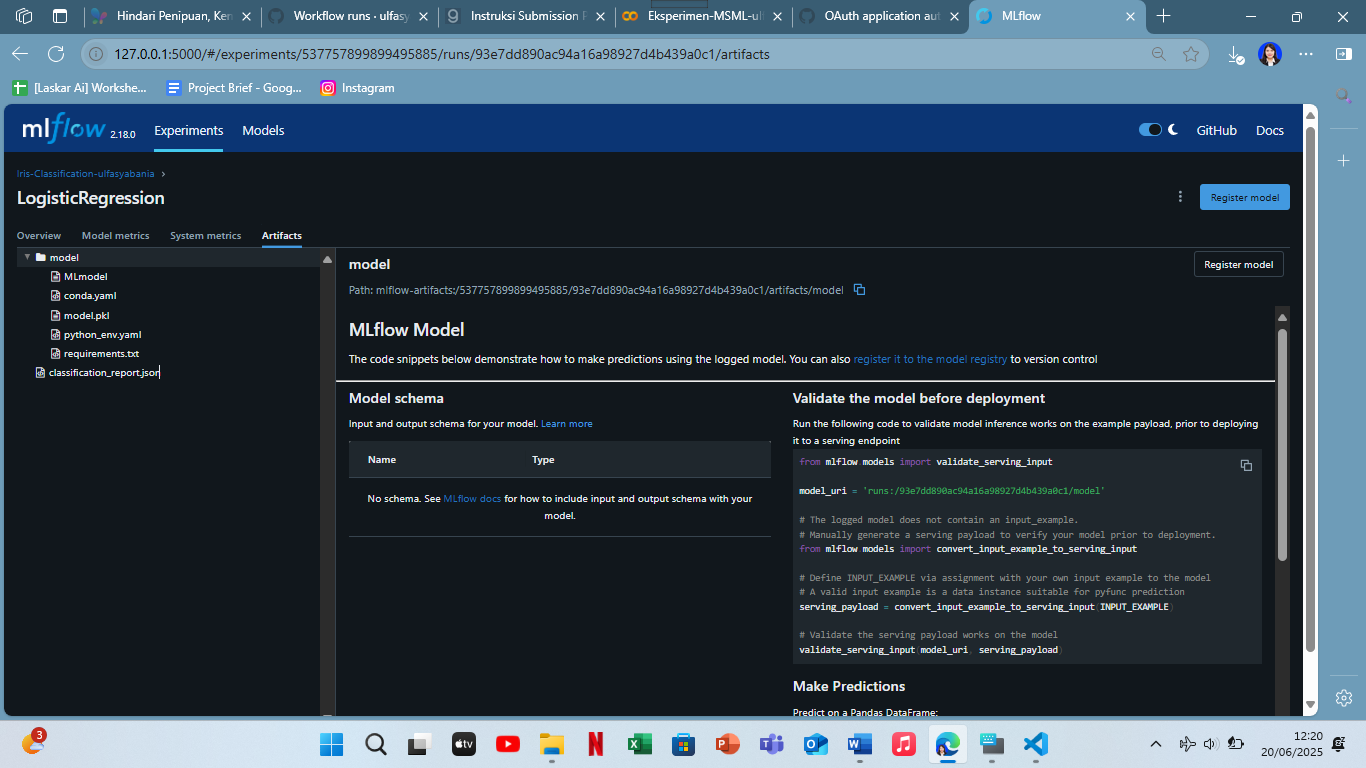 Hindari Penipuan, Ken
Workflow runs · ulfasy
Instruksi Submission P
Eksperimen-MSML-ul
OAuth application aut
MLflow
127.0.0.1:5000/#/experiments/537757899899495885/runs/93e7dd890ac94a16a98927d4b439a0c1/artifacts
[Laskar Ai] Workshe...
Project Brief - Goog...
Instagram
mlflow 2.18.0
Experiments
Models
GitHub
Docs
Iris-Classification-ulfasyabania
LogisticRegression
Register model
Overview
Model metrics
System metrics
Artifacts
model
MLmodel
conda.yaml
model.pkl
python_env.yaml
requirements.txt
classification_report.json
model
Register model
Path: mlflow-artifacts:/537757899899495885/93e7dd890ac94a16a98927d4b439a0c1/artifacts/model
MLflow Model
The code snippets below demonstrate how to make predictions using the logged model. You can also register it to the model registry to version control
Model schema
Input and output schema for your model. Learn more
Name Type
No schema. See MLflow docs for how to include input and output schema with your
model.
Validate the model before deployment
Run the following code to validate model inference works on the example payload, prior to deploying
it to a serving endpoint
from mlflow models import validate_serving_input
model_uri = 'runs:/93e7dd890ac94a16a98927d4b439a0c1/model'
# The logged model does not contain an input_example.
# Manually generate a serving payload to verify your model prior to deployment.
from mlflow models import convert_input_example_to_serving_input
# Define INPUT_EXAMPLE via assignment with your own input example to the model
# A valid input example is a data instance suitable for pyfunc prediction
serving_payload = convert_input_example_to_serving_input(INPUT_EXAMPLE)
# Validate the serving payload works on the model
validate_serving_input(model_uri, serving_payload)
Make Predictions
Predict on a Pandas DataFrame:
3
tv
12:20
20/06/2025